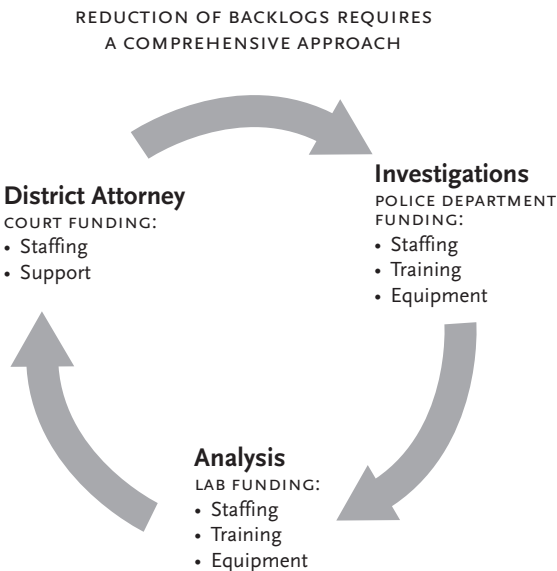 REDUCTION OF BACKLOGS REQUIRES
A COMPREHENSIVE APPROACH
District Attorney
COURT FUNDING:
• Staffing
• Support
Investigations
POLICE DEPARTMENT
FUNDING:
• Staffing
• Training
• Equipment
Analysis
LAB FUNDING:
• Staffing
• Training
• Equipment